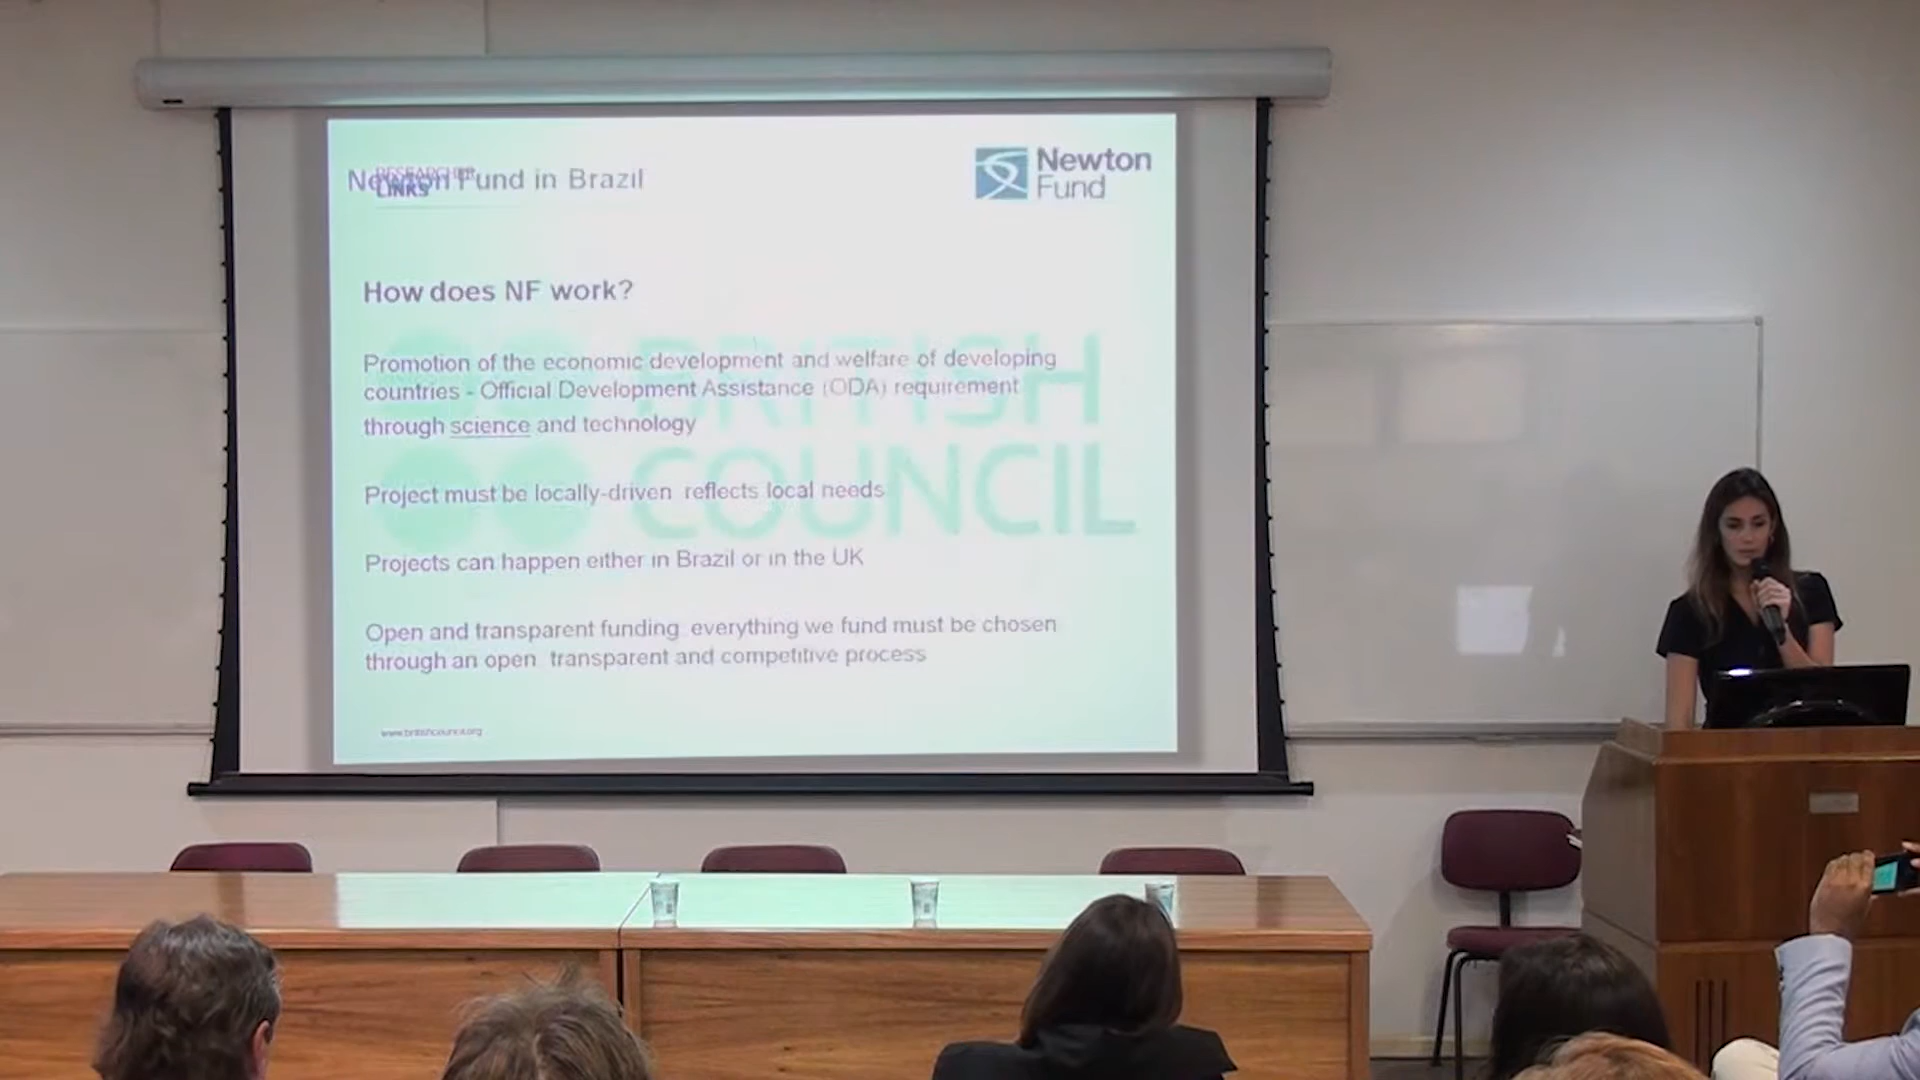 RESEARCHER
LINKS
Newton Fund in Brazil
Newton
Fund
How does NF work?
Promotion of the economic development and welfare of developing
countries - Official Development Assistance (ODA) requirement
through science and technology
Project must be locally-driven reflects local needs
Projects can happen either in Brazil or in the UK
Open and transparent funding everything we fund must be chosen
through an open transparent and competitive process
BRITISH
COUNCIL
www.britishcouncil.org